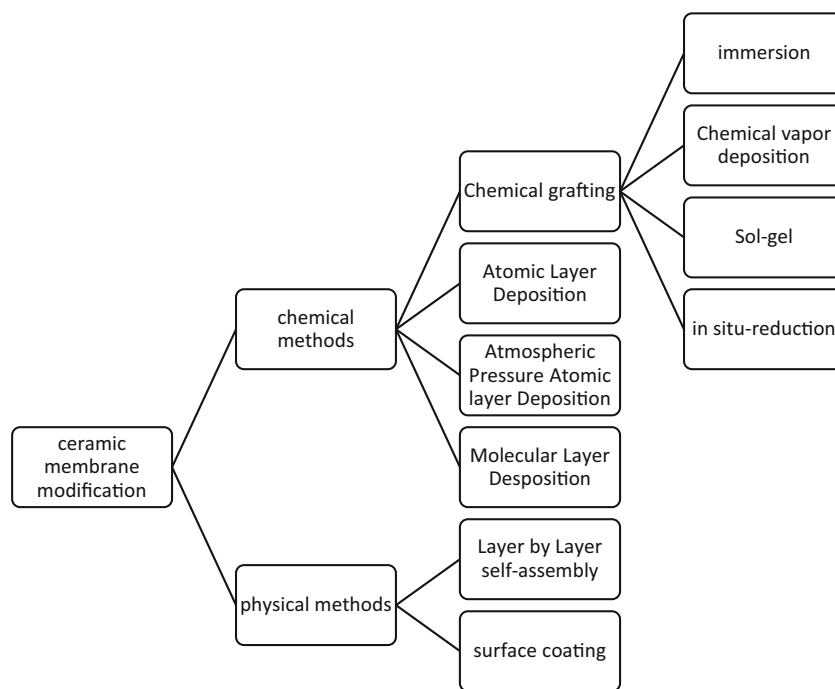 ceramic
membrane
modification
chemical
methods
physical methods
Chemical grafting
Atomic Layer
Deposition
Atmospheric
Pressure Atomic
layer Deposition
Molecular Layer
Desposition
Layer by Layer
self-assembly
surface coating
immersion
Chemical vapor
deposition
Sol-gel
in situ-reduction